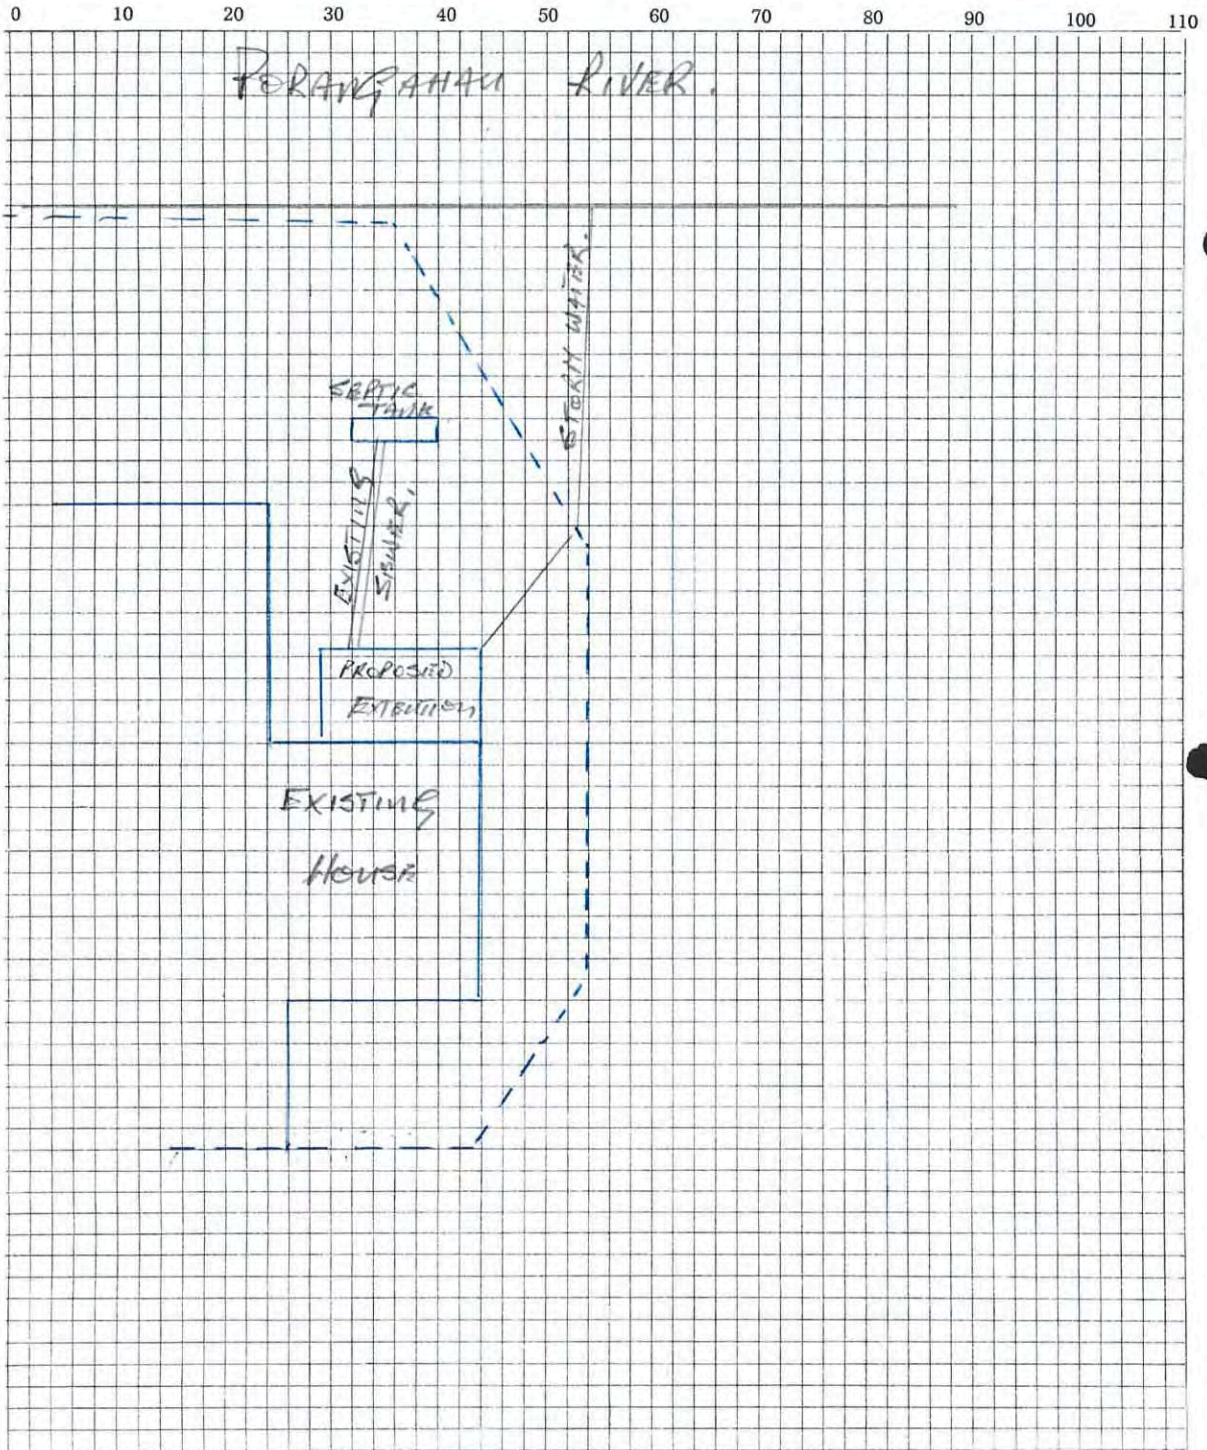 0 10 20 30 40 50 60 70 80 90 100 110
PORANGAHAU RIVER.
STORM WATER.
SEPTIC
TANK
EXISTING
SEWER.
PROPOSED
EXTENTION
EXISTING
HOUSE